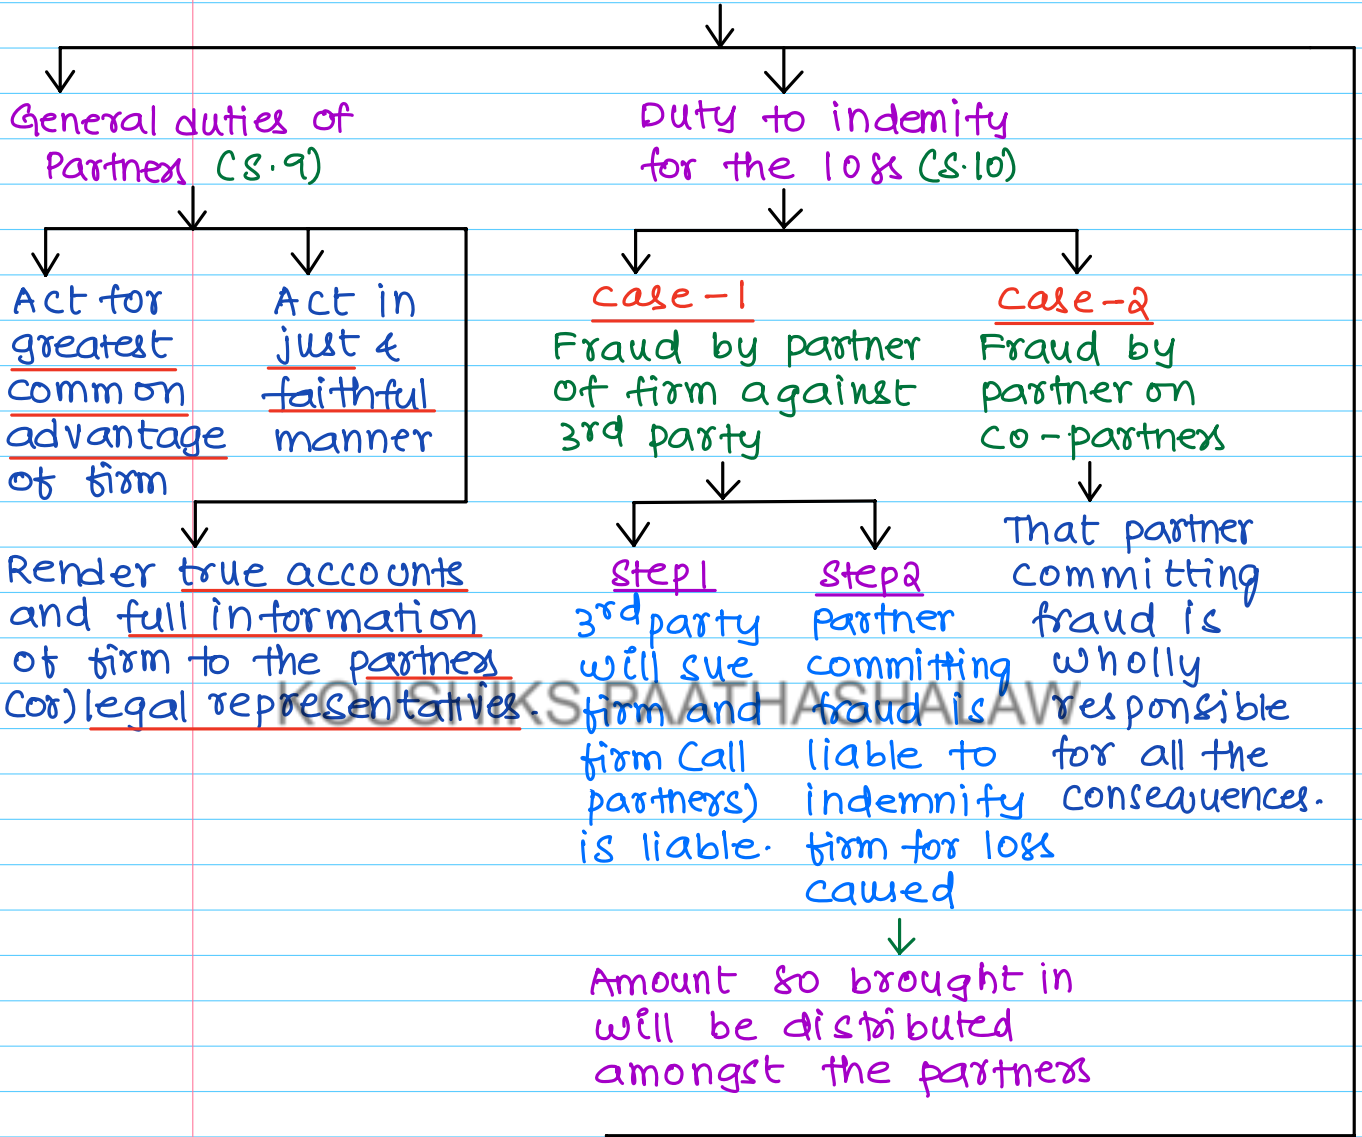 General duties of
Partners (S.9)
Act for
greatest
common
advantage
of firm
Act in
just &
faithful
manner
Render true accounts
and full information
of firm to the partners
(or) legal representatives.
Duty to indemify
for the loss (S.10)
Case-1
Fraud by partner
of firm against
3rd party
Step1
3rd party
will sue
firm and
firm Call
partners)
is liable.
Step2
Partner
committing
fraud is
liable to
indemnify
firm for loss
caused
Amount so brought in
will be distributed
amongst the partners
Case-2
Fraud by
partner on
co-partners
That partner
committing
fraud is
wholly
responsible
for all the
consequences.
KOUSHIKS PAATHASHALAW